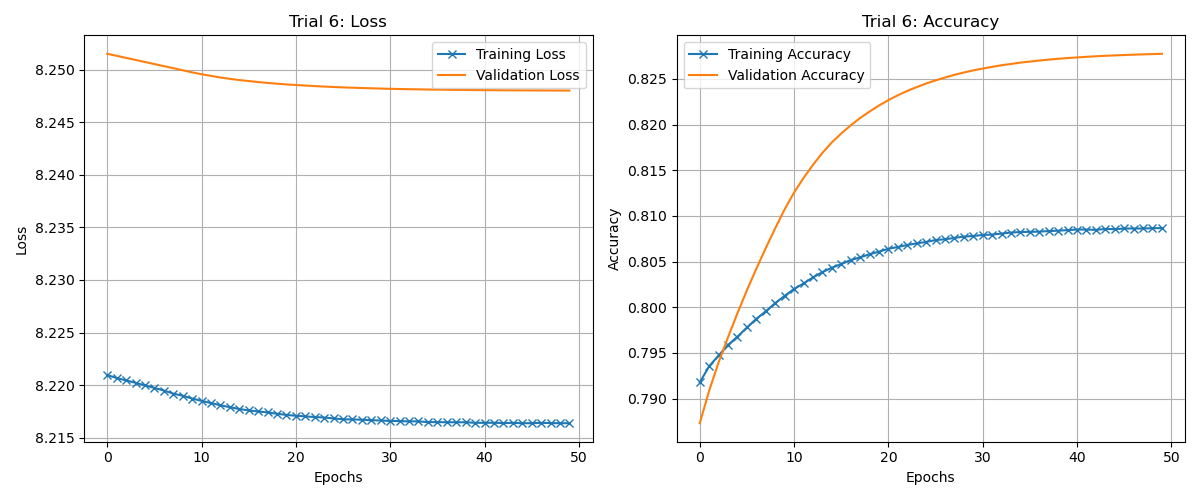 Trial 6: Loss
Training Loss
Validation Loss
8.250
8.245
8.240
8.235
8.230
8.225
8.220
8.215
Loss
0 10 20 30 40 50
Epochs
Trial 6: Accuracy
Training Accuracy
Validation Accuracy
0.825
0.820
0.815
0.810
0.805
0.800
0.795
0.790
Accuracy
0 10 20 30 40 50
Epochs